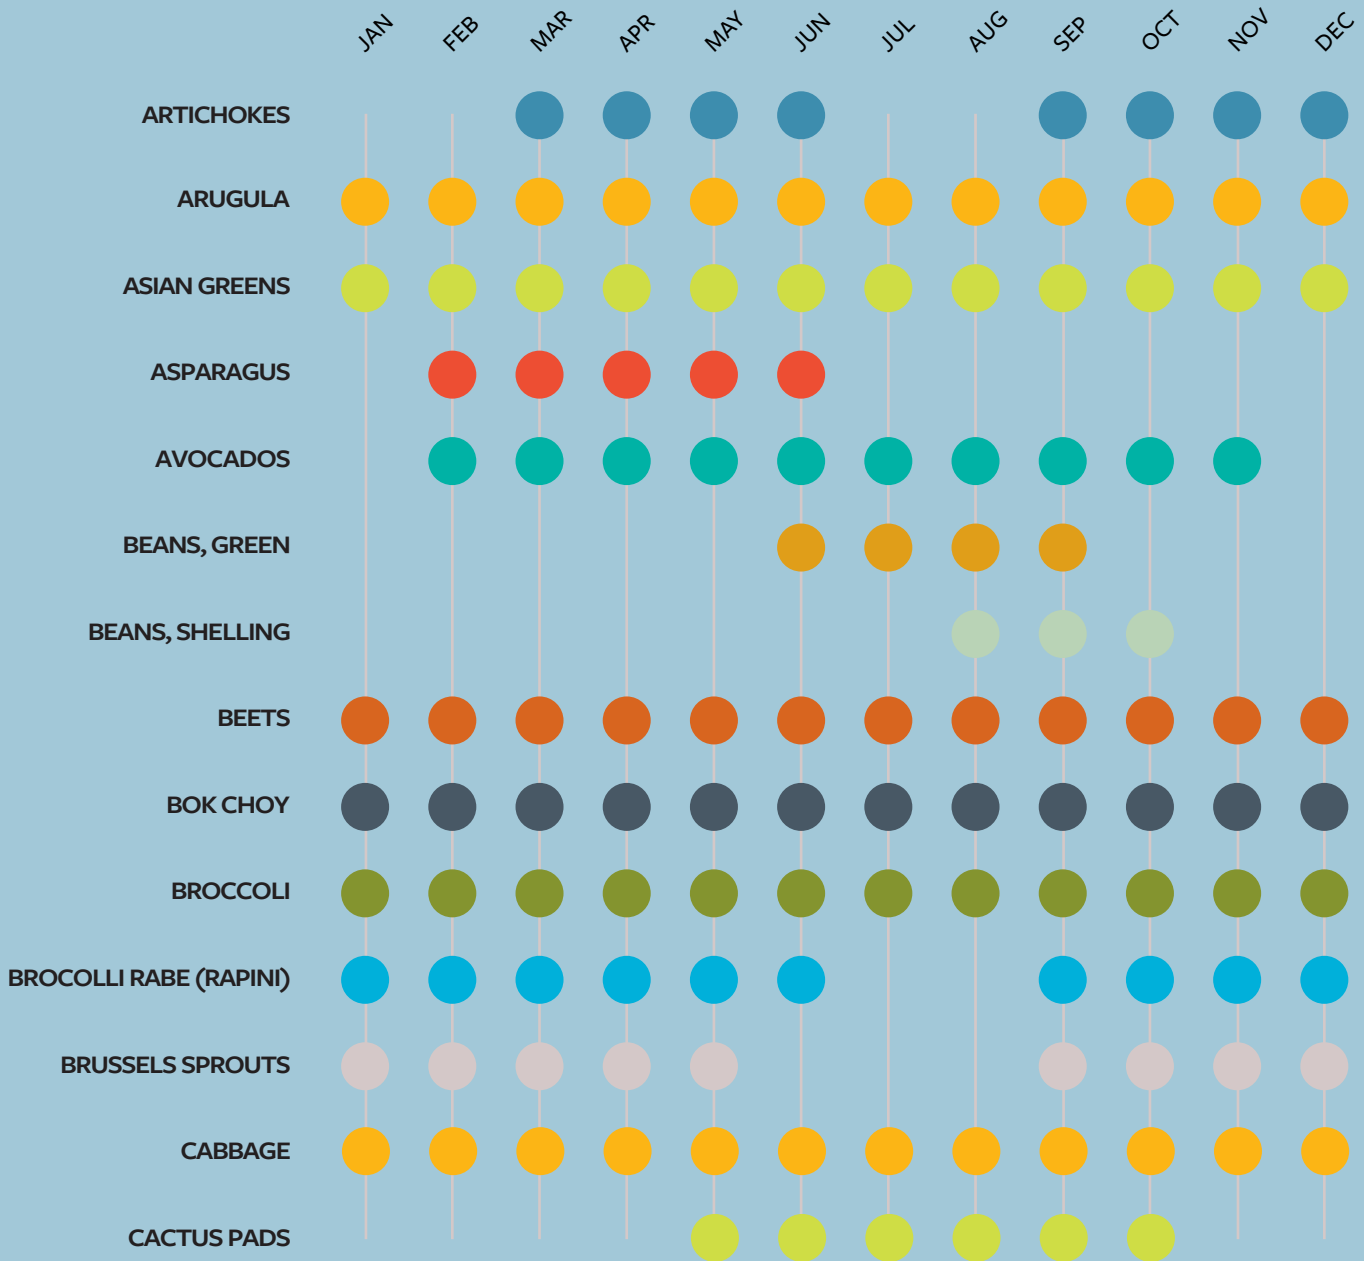 JAN FEB MAR APR MAY JUN JUL AUG SEP OCT NOV DEC
ARTICHOKES
ARUGULA
ASIAN GREENS
ASPARAGUS
AVOCADOS
BEANS, GREEN
BEANS, SHELLING
BEETS
BOK CHOY
BROCCOLI
BROCOLLI RABE (RAPINI)
BRUSSELS SPROUTS
CABBAGE
CACTUS PADS